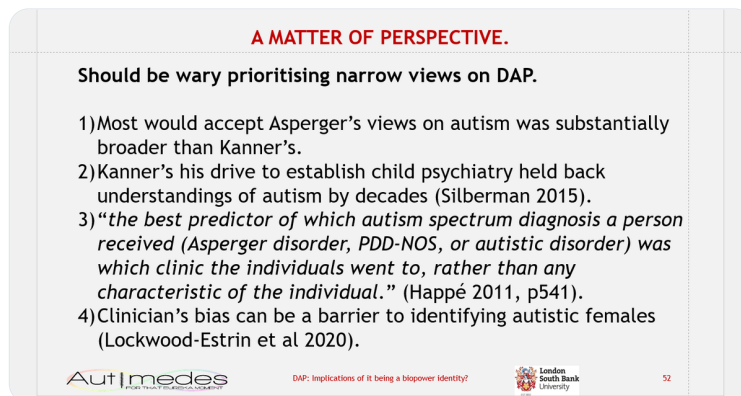 A MATTER OF PERSPECTIVE.
Should be wary prioritising narrow views on DAP.
1)Most would accept Asperger's views on autism was substantially
broader than Kanner's.
2)Kanner's his drive to establish child psychiatry held back
understandings of autism by decades (Silberman 2015).
3)"the best predictor of which autism spectrum diagnosis a person
received (Asperger disorder, PDD-NOS, or autistic disorder) was
which clinic the individuals went to, rather than any
characteristic of the individual." (Happé 2011, p541).
4)Clinician's bias can be a barrier to identifying autistic females
(Lockwood-Estrin et al 2020).
Autimedes
FOR THAT EUREKA MOMENT
DAP: Implications of it being a biopower identity?
London
South Bank
University
52